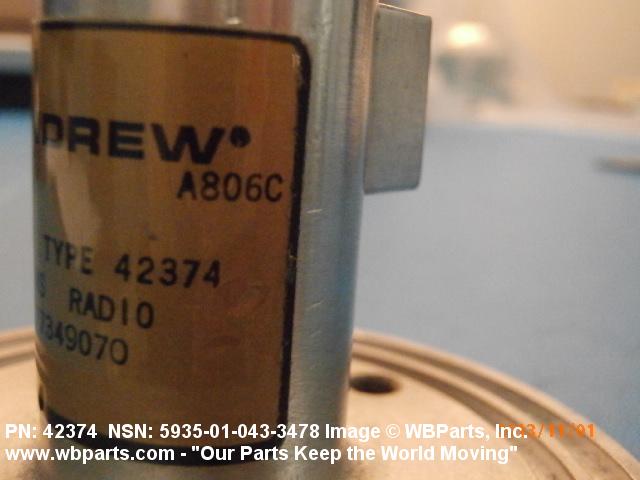 DREW®
A806C
TYPE 42374
S RADIO
7349070
PN: 42374 NSN: 5935-01-043-3478 Image © WBParts, Inc.
www.wbparts.com - "Our Parts Keep the World Moving"